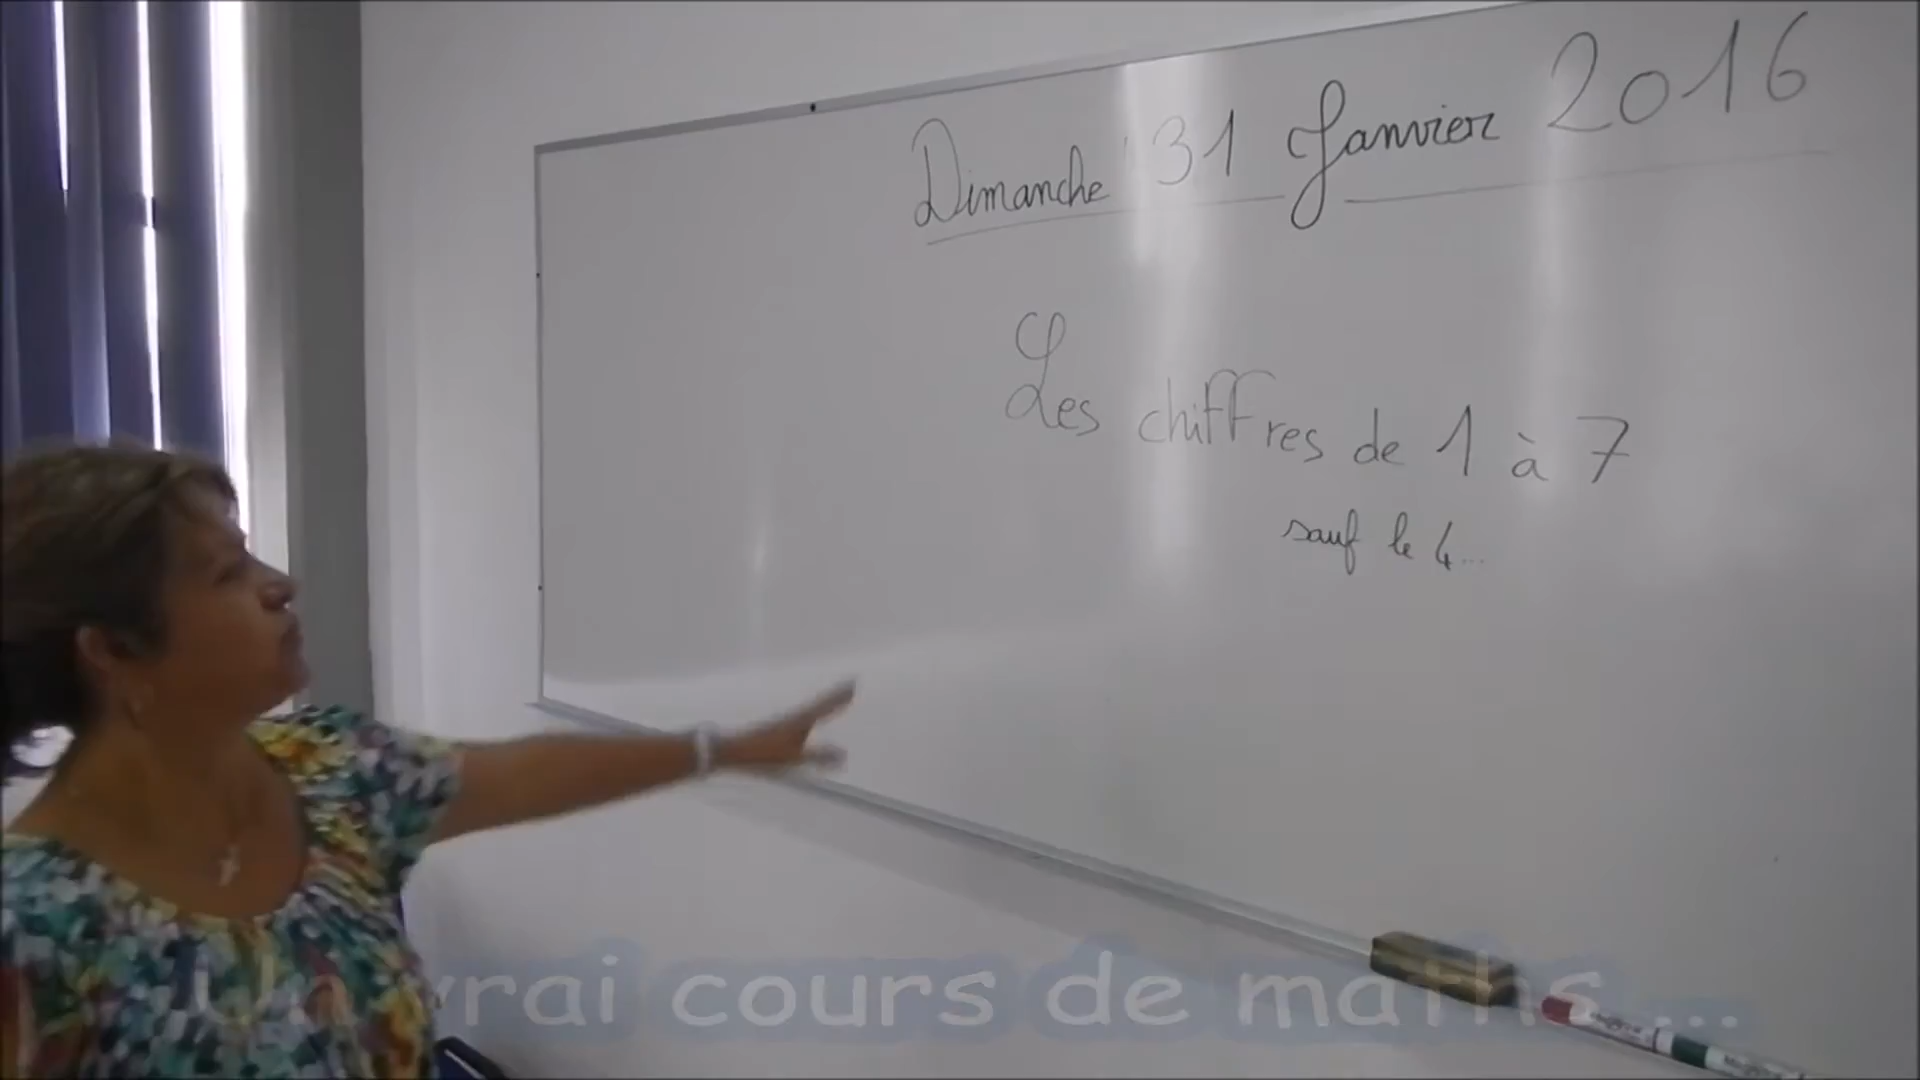 Dimanche 31 Janvier 2016
Les chiffres de 1 à 7
sauf le 4...
Un vrai cours de maths ...